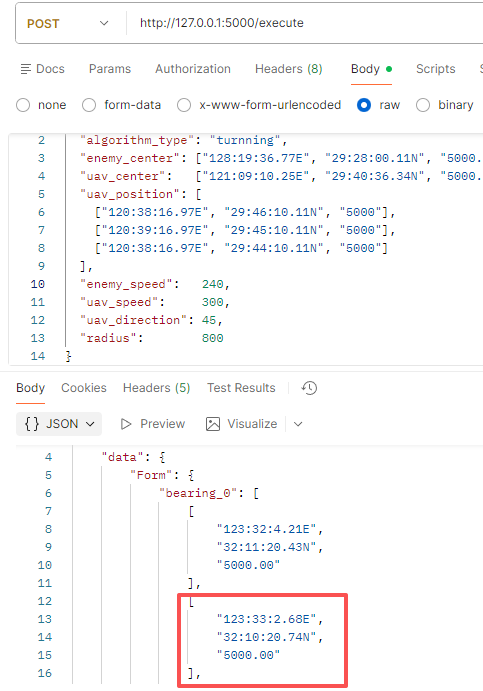 POST http://127.0.0.1:5000/execute
Docs Params Authorization Headers (8) Body Scripts
none form-data x-www-form-urlencoded raw binary
2 "algorithm_type": "turnning",
3 "enemy_center": ["128:19:36.77E", "29:28:00.11N", "5000.
4 "uav_center": ["121:09:10.25E", "29:40:36.34N", "5000.
5 "uav_position": [
6 ["120:38:16.97E", "29:46:10.11N", "5000"],
7 ["120:39:16.97E", "29:45:10.11N", "5000"],
8 ["120:38:16.97E", "29:44:10.11N", "5000"]
9 ],
10 "enemy_speed": 240,
11 "uav_speed": 300,
12 "uav_direction": 45,
13 "radius": 800
14 }
Body Cookies Headers (5) Test Results
{} JSON Preview Visualize
4 "data": {
5 "Form": {
6 "bearing_0": [
7 [
8 "123:32:4.21E",
9 "32:11:20.43N",
10 "5000.00"
11 ],
12 [
13 "123:33:2.68E",
14 "32:10:20.74N",
15 "5000.00"
16 ],